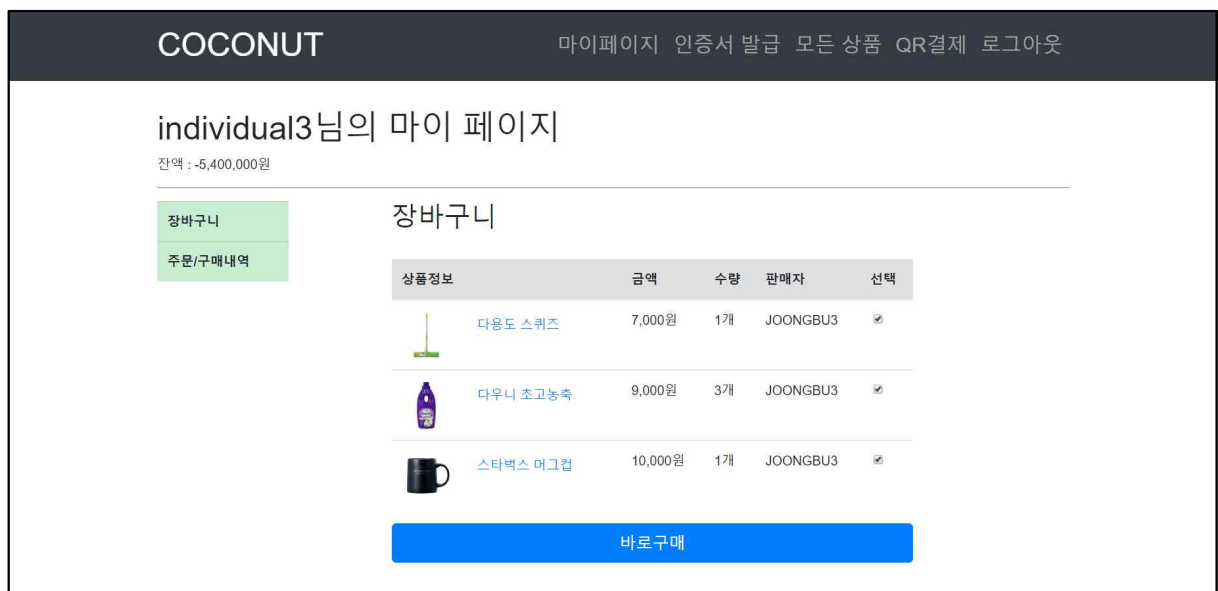 COCONUT
마이페이지 인증서 발급 모든 상품 QR결제 로그아웃
individual3님의 마이 페이지
잔액 : -5,400,000원
장바구니
주문/구매내역
장바구니
상품정보 금액 수량 판매자 선택
다용도 스퀴즈 7,000원 1개 JOONGBU3
다우니 초고농축 9,000원 3개 JOONGBU3
스타벅스 머그컵 10,000원 1개 JOONGBU3
바로구매